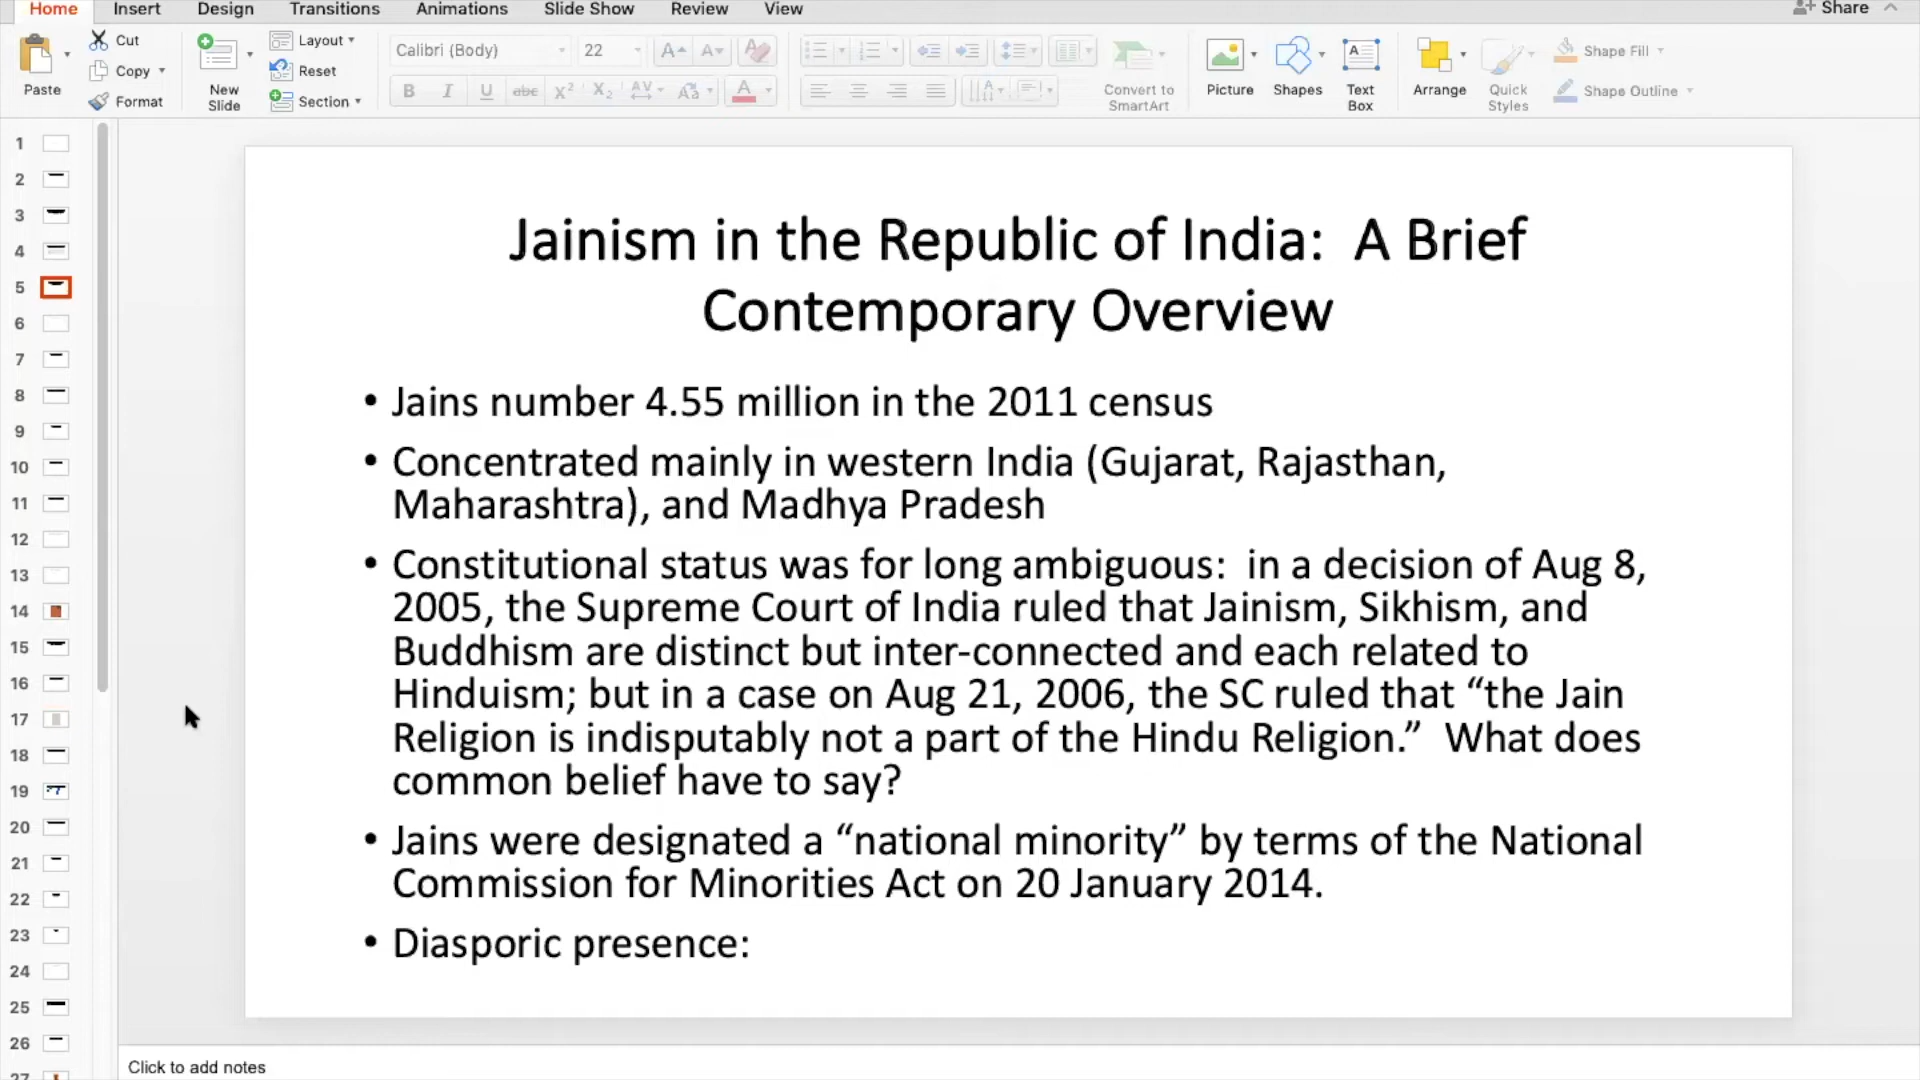 Home Insert Design Transitions Animations Slide Show Review View Share
Paste
Cut
Copy
Format
New
Slide
Layout
Reset
Section
Calibri (Body) 22
B I U abc X² X₂ AV Aa A
Convert to
SmartArt
Picture
Shapes
Text
Box
Arrange
Quick
Styles
Shape Fill
Shape Outline
1
2
3
4
5
6
7
8
9
10
11
12
13
14
15
16
17
18
19
20
21
22
23
24
25
26
27
Jainism in the Republic of India: A Brief
Contemporary Overview
• Jains number 4.55 million in the 2011 census
• Concentrated mainly in western India (Gujarat, Rajasthan,
Maharashtra), and Madhya Pradesh
• Constitutional status was for long ambiguous: in a decision of Aug 8,
2005, the Supreme Court of India ruled that Jainism, Sikhism, and
Buddhism are distinct but inter-connected and each related to
Hinduism; but in a case on Aug 21, 2006, the SC ruled that “the Jain
Religion is indisputably not a part of the Hindu Religion.” What does
common belief have to say?
• Jains were designated a “national minority” by terms of the National
Commission for Minorities Act on 20 January 2014.
• Diasporic presence:
Click to add notes